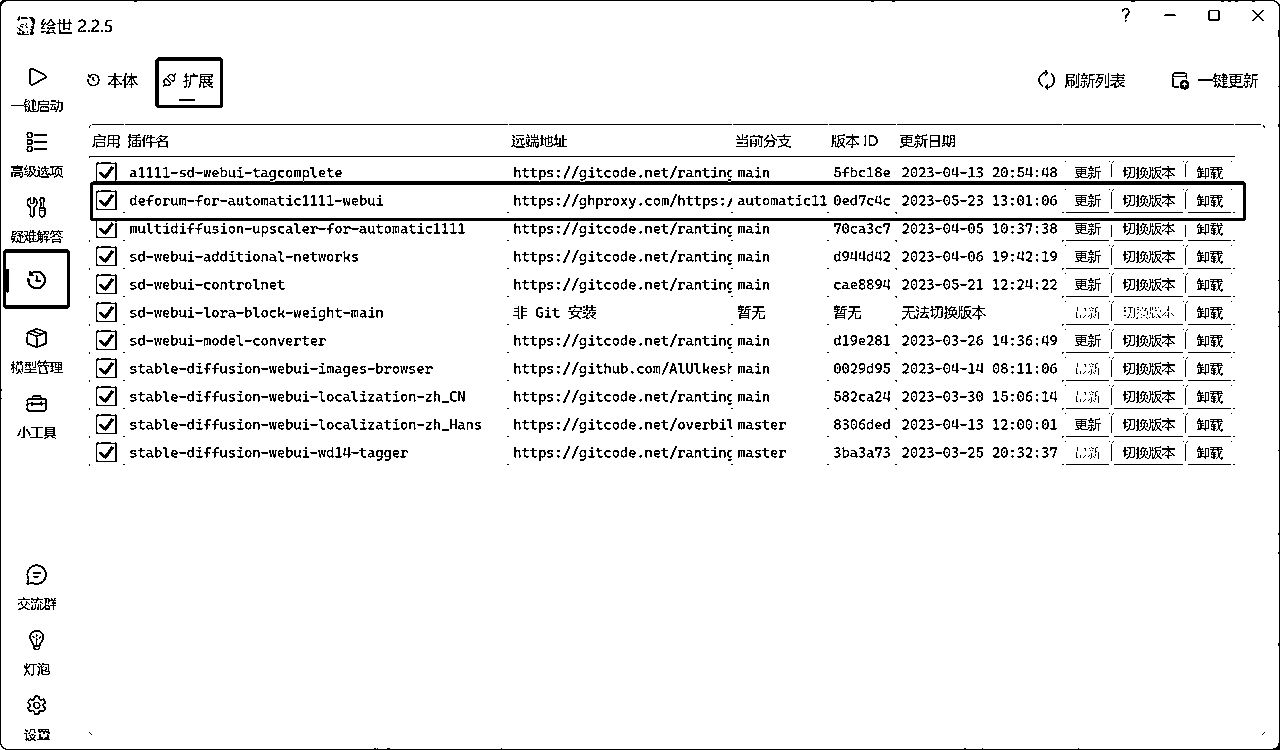 绘世 2.2.5
?
一键启动
高级选项
疑难解答
模型管理
小工具
交流群
灯泡
设置
本体 扩展 刷新列表 一键更新
启用 插件名 远端地址 当前分支 版本 ID 更新日期
a1111-sd-webui-tagcomplete https://gitcode.net/ranting main 5fbc18e 2023-04-13 20:54:48 更新 切换版本 卸载
deforum-for-automatic1111-webui https://ghproxy.com/https:/ automatic11 0ed7c4c 2023-05-23 13:01:06 更新 切换版本 卸载
multidiffusion-upscaler-for-automatic1111 https://gitcode.net/ranting main 70ca3c7 2023-04-05 10:37:38 更新 切换版本 卸载
sd-webui-additional-networks https://gitcode.net/ranting main d944d42 2023-04-06 19:42:19 更新 切换版本 卸载
sd-webui-controlnet https://gitcode.net/ranting main cae8894 2023-05-21 12:24:22 更新 切换版本 卸载
sd-webui-lora-block-weight-main 非 Git 安装 暂无 暂无 无法切换版本 更新 切换版本 卸载
sd-webui-model-converter https://gitcode.net/ranting main d19e281 2023-03-26 14:36:49 更新 切换版本 卸载
stable-diffusion-webui-images-browser https://github.com/AlUlkesh main 0029d95 2023-04-14 08:11:06 更新 切换版本 卸载
stable-diffusion-webui-localization-zh_CN https://gitcode.net/ranting main 582ca24 2023-03-30 15:06:14 更新 切换版本 卸载
stable-diffusion-webui-localization-zh_Hans https://gitcode.net/overbil master 8306ded 2023-04-13 12:00:01 更新 切换版本 卸载
stable-diffusion-webui-wd14-tagger https://gitcode.net/ranting master 3ba3a73 2023-03-25 20:32:37 更新 切换版本 卸载